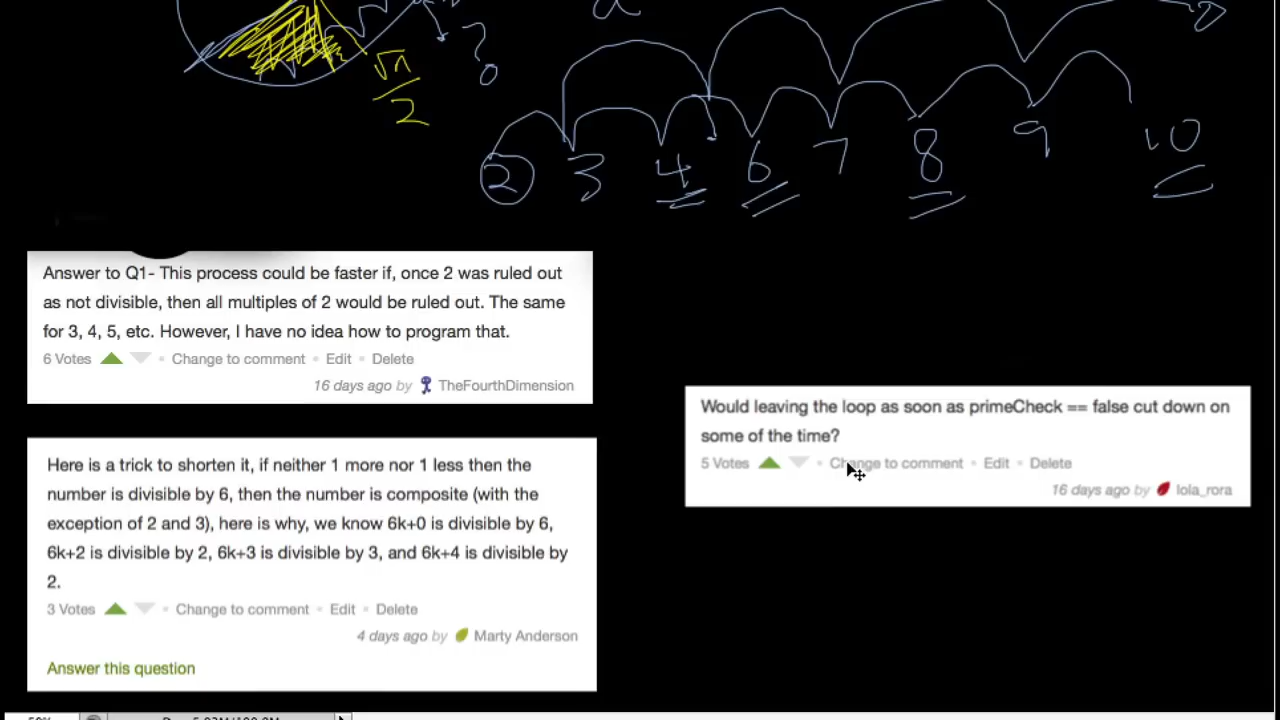 a
?
√n
2
2 3 4 6 7 8 9 10
Answer to Q1- This process could be faster if, once 2 was ruled out
as not divisible, then all multiples of 2 would be ruled out. The same
for 3, 4, 5, etc. However, I have no idea how to program that.
6 Votes • Change to comment • Edit • Delete
16 days ago by TheFourthDimension
Would leaving the loop as soon as primeCheck == false cut down on
some of the time?
5 Votes • Change to comment • Edit • Delete
16 days ago by lola_rora
Here is a trick to shorten it, if neither 1 more nor 1 less then the
number is divisible by 6, then the number is composite (with the
exception of 2 and 3), here is why, we know 6k+0 is divisible by 6,
6k+2 is divisible by 2, 6k+3 is divisible by 3, and 6k+4 is divisible by
2.
3 Votes • Change to comment • Edit • Delete
4 days ago by Marty Anderson
Answer this question